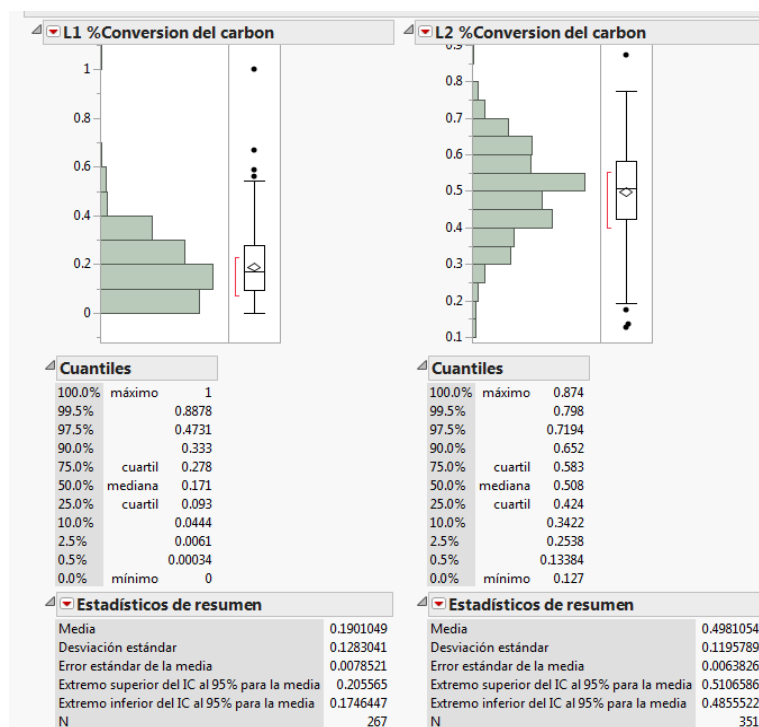 L1 %Conversion del carbon
1
0.8
0.6
0.4
0.2
0
Cuantiles
100.0% máximo 1
99.5% 0.8878
97.5% 0.4731
90.0% 0.333
75.0% cuartil 0.278
50.0% mediana 0.171
25.0% cuartil 0.093
10.0% 0.0444
2.5% 0.0061
0.5% 0.00034
0.0% mínimo 0
Estadísticos de resumen
Media 0.1901049
Desviación estándar 0.1283041
Error estándar de la media 0.0078521
Extremo superior del IC al 95% para la media 0.205565
Extremo inferior del IC al 95% para la media 0.1746447
N 267
L2 %Conversion del carbon
0.9
0.8
0.7
0.6
0.5
0.4
0.3
0.2
0.1
Cuantiles
100.0% máximo 0.874
99.5% 0.798
97.5% 0.7194
90.0% 0.652
75.0% cuartil 0.583
50.0% mediana 0.508
25.0% cuartil 0.424
10.0% 0.3422
2.5% 0.2538
0.5% 0.13384
0.0% mínimo 0.127
Estadísticos de resumen
Media 0.4981054
Desviación estándar 0.1195789
Error estándar de la media 0.0063826
Extremo superior del IC al 95% para la media 0.5106586
Extremo inferior del IC al 95% para la media 0.4855522
N 351